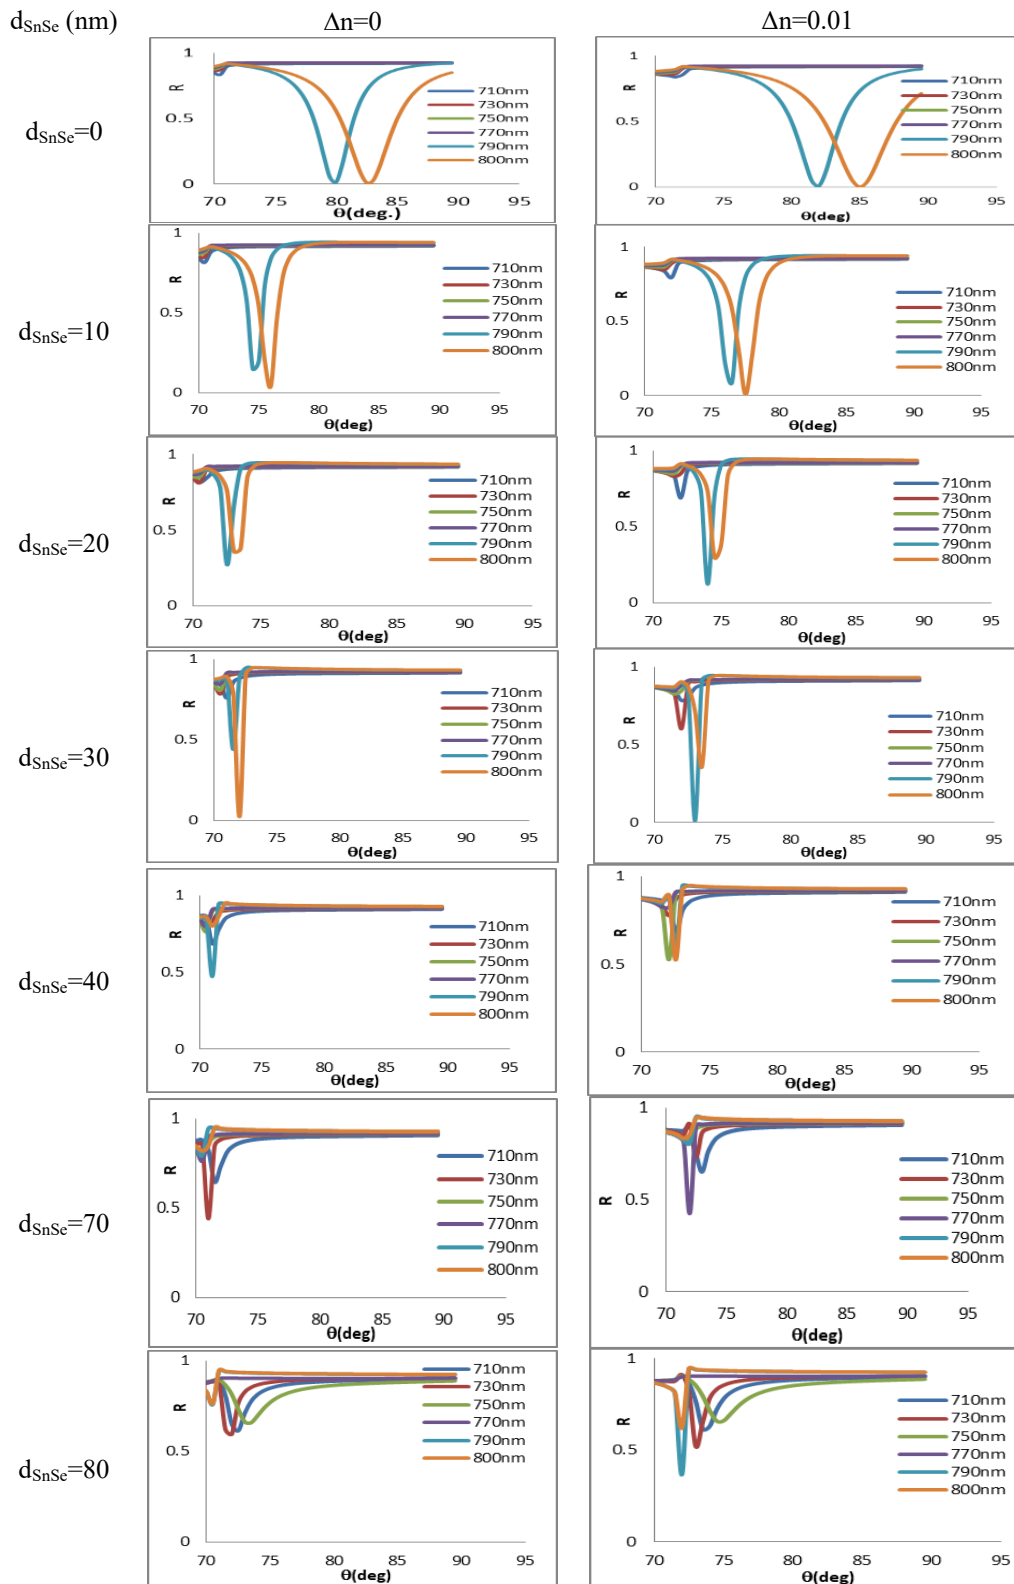 d_SnSe (nm) Δn=0 Δn=0.01
d_SnSe=0
1
R
0.5
0
70 75 80 85 90 95
Θ(deg.)
710nm
730nm
750nm
770nm
790nm
800nm
1
R
0.5
0
70 75 80 85 90 95
Θ(deg)
710nm
730nm
750nm
770nm
790nm
800nm
d_SnSe=10
1
R
0.5
0
70 75 80 85 90 95
Θ(deg)
710nm
730nm
750nm
770nm
790nm
800nm
1
R
0.5
0
70 75 80 85 90 95
Θ(deg)
710nm
730nm
750nm
770nm
790nm
800nm
d_SnSe=20
1
R
0.5
0
70 75 80 85 90 95
Θ(deg)
710nm
730nm
750nm
770nm
790nm
800nm
1
R
0.5
0
70 75 80 85 90 95
Θ(deg)
710nm
730nm
750nm
770nm
790nm
800nm
d_SnSe=30
1
R
0.5
0
70 75 80 85 90 95
Θ(deg)
710nm
730nm
750nm
770nm
790nm
800nm
1
R
0.5
0
70 75 80 85 90 95
Θ(deg)
710nm
730nm
750nm
770nm
790nm
800nm
d_SnSe=40
1
R
0.5
0
70 75 80 85 90 95
Θ(deg)
710nm
730nm
750nm
770nm
790nm
800nm
1
R
0.5
0
70 75 80 85 90 95
Θ(deg)
710nm
730nm
750nm
770nm
790nm
800nm
d_SnSe=70
1
R
0.5
0
70 75 80 85 90 95
Θ(deg)
710nm
730nm
750nm
770nm
790nm
800nm
1
R
0.5
0
70 75 80 85 90 95
Θ(deg)
710nm
730nm
750nm
770nm
790nm
800nm
d_SnSe=80
1
R
0.5
0
70 75 80 85 90 95
Θ(deg)
710nm
730nm
750nm
770nm
790nm
800nm
1
R
0.5
0
70 75 80 85 90 95
Θ(deg)
710nm
730nm
750nm
770nm
790nm
800nm